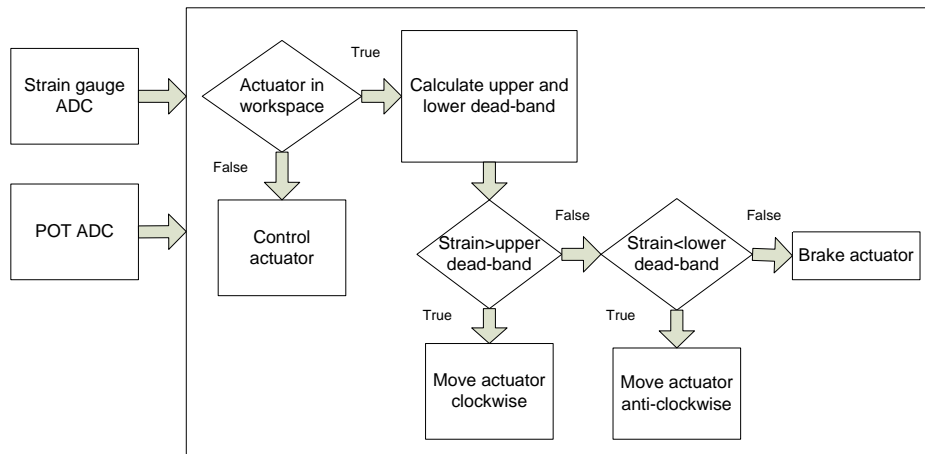 Strain gauge
ADC
POT ADC
Actuator in
workspace
True
False
Control
actuator
Calculate upper and
lower dead-band
Strain>upper
dead-band
False
True
Move actuator
clockwise
Strain<lower
dead-band
False
True
Move actuator
anti-clockwise
Brake actuator